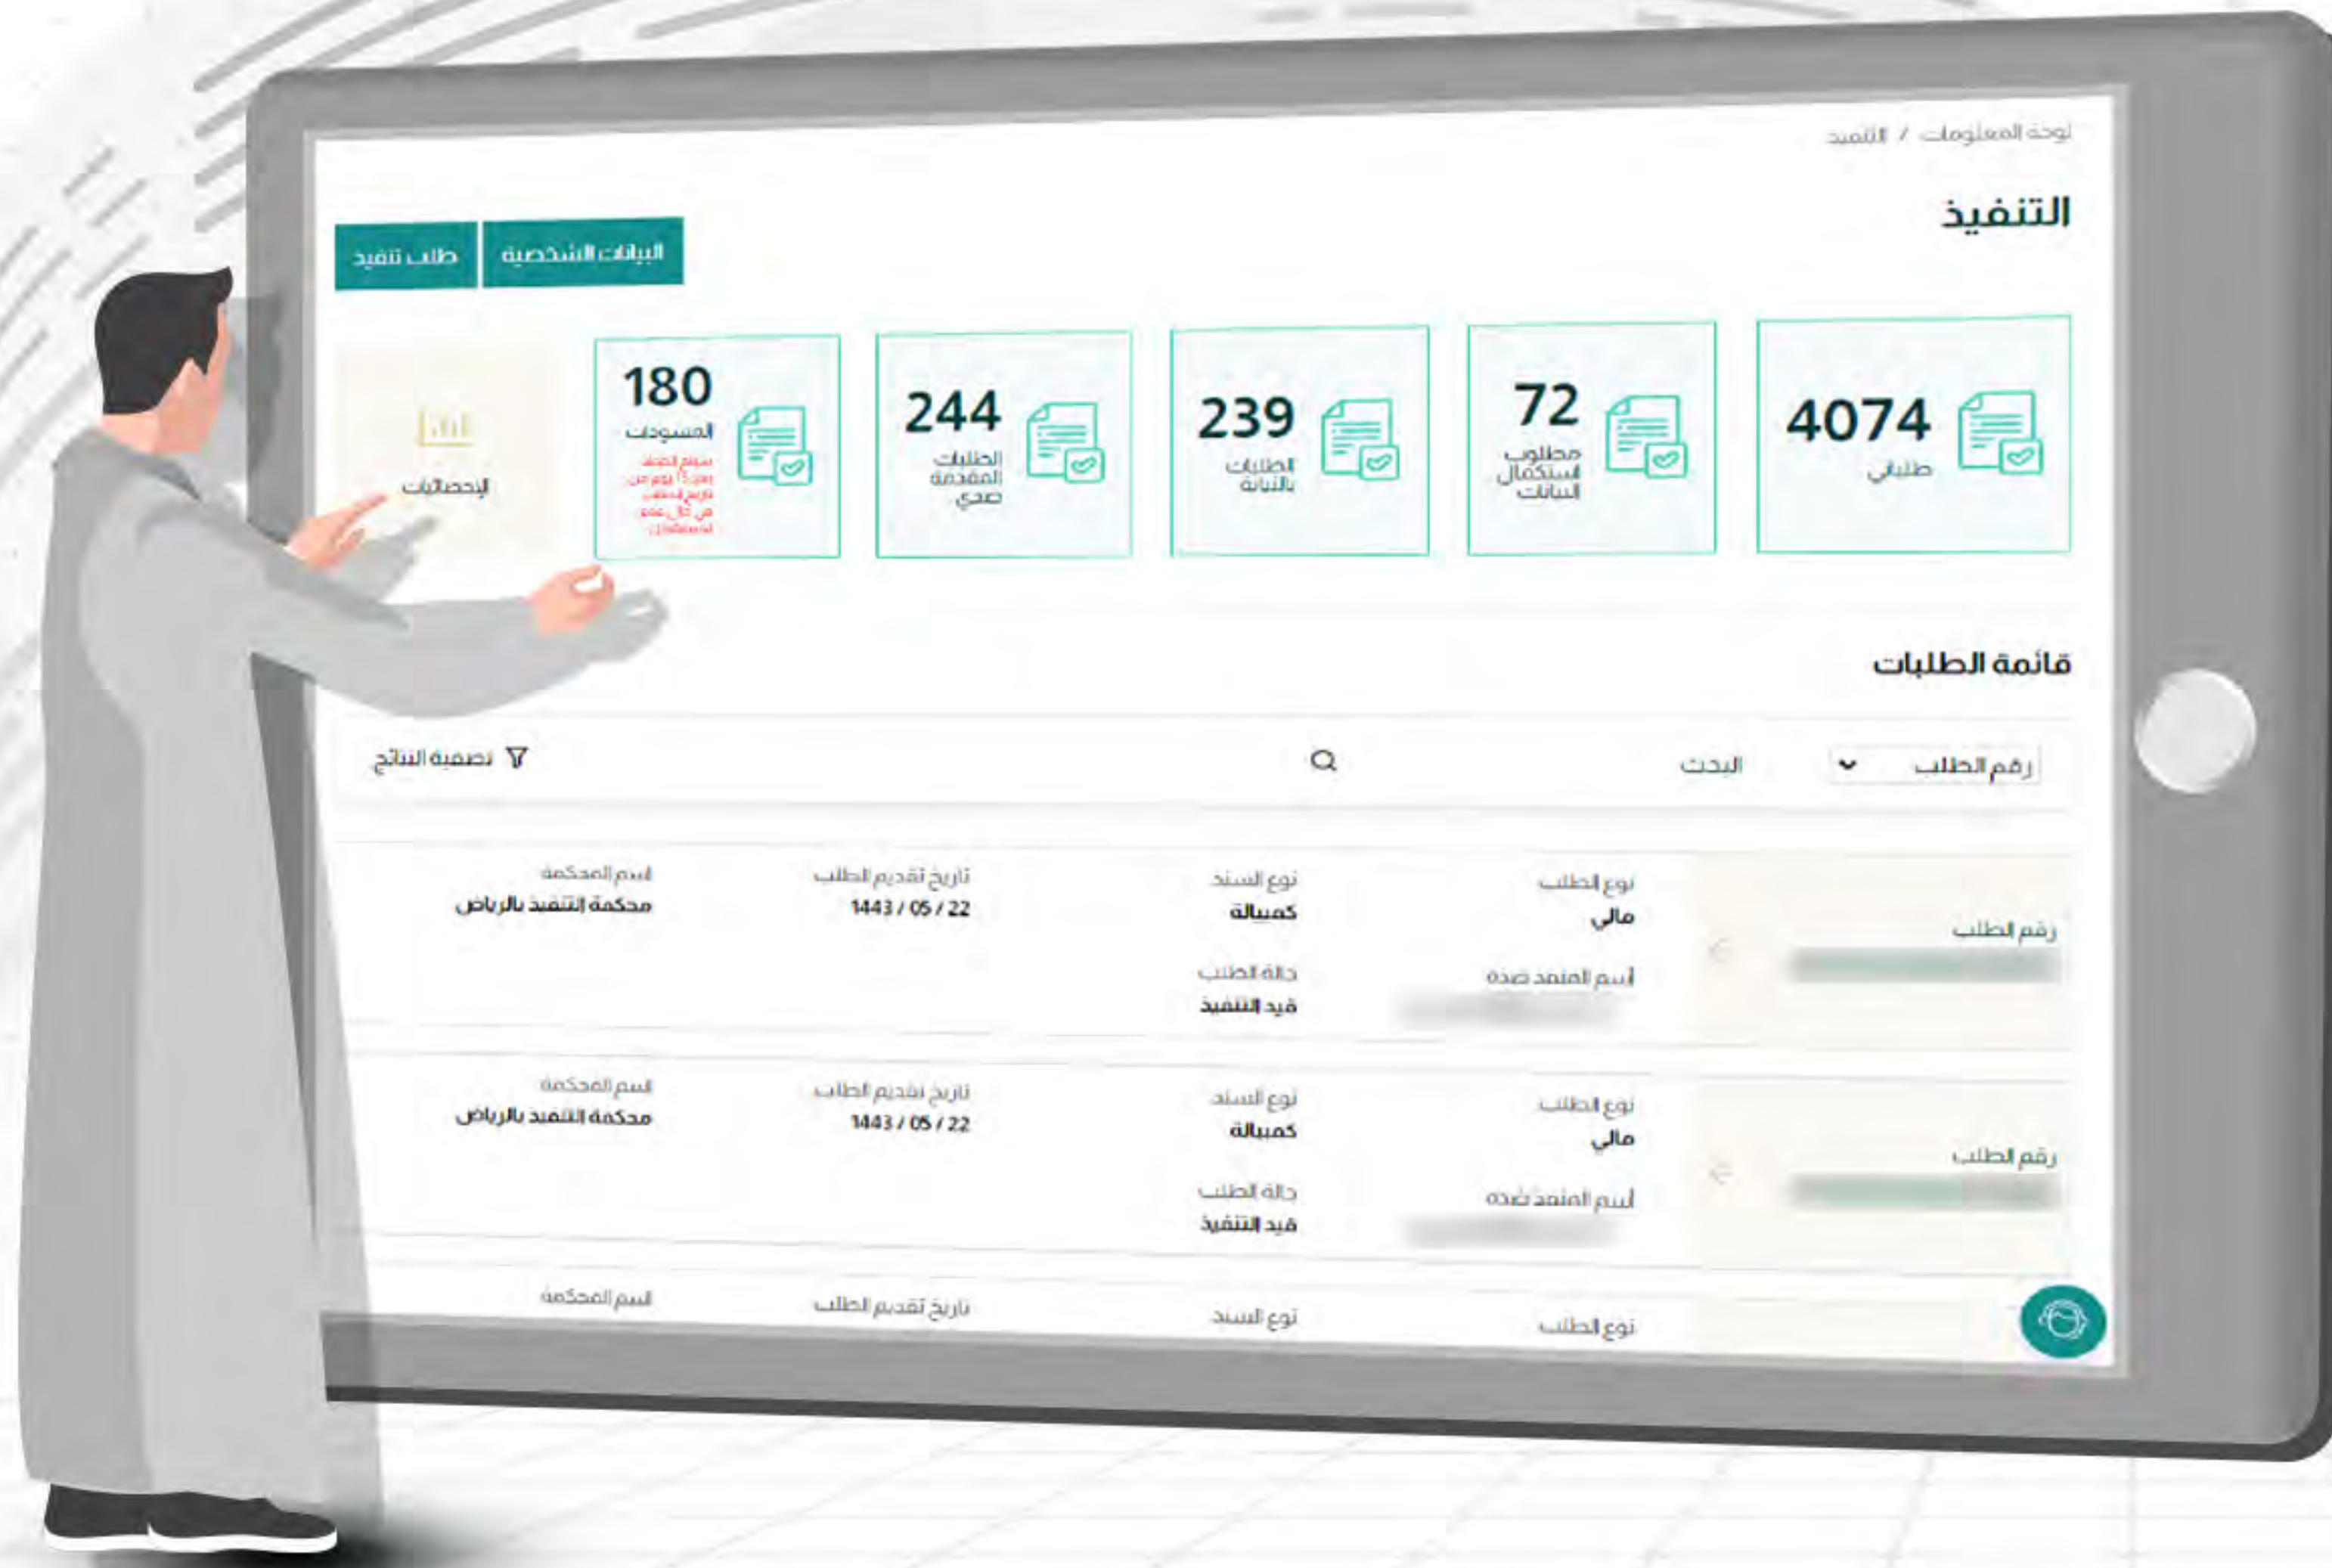 لوحة المعلومات / التنفيذ
التنفيذ
البيانات الشخصية
طلب تنفيذ
4074
طلباتي
72
مطلوب
استكمال
البيانات
239
الطلبات
بالنيابة
244
الطلبات
المقدمة
ضدي
180
المسودات
الإحصائيات
قائمة الطلبات
رقم الطلب
البحث
تصفية النتائج
رقم الطلب
نوع الطلب
مالي
نوع السند
كمبيالة
تاريخ تقديم الطلب
1443 / 05 / 22
اسم المحكمة
محكمة التنفيذ بالرياض
أسم المنفذ ضده
حالة الطلب
قيد التنفيذ
رقم الطلب
نوع الطلب
مالي
نوع السند
كمبيالة
تاريخ تقديم الطلب
1443 / 05 / 22
اسم المحكمة
محكمة التنفيذ بالرياض
أسم المنفذ ضده
حالة الطلب
قيد التنفيذ
نوع الطلب
نوع السند
تاريخ تقديم الطلب
اسم المحكمة